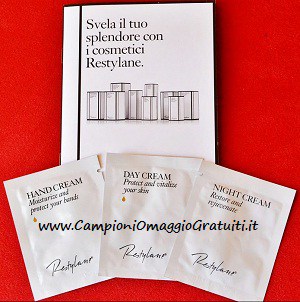 Svela il tuo
splendore con
i cosmetici
Restylane.
HAND CREAM
Moisturize and
protect your hands
DAY CREAM
Protect and vitalize
your skin
NIGHT CREAM
Restore and
rejuvenate
www.CampioniOmaggioGratuiti.it
Restylane
Restylane
Restylane